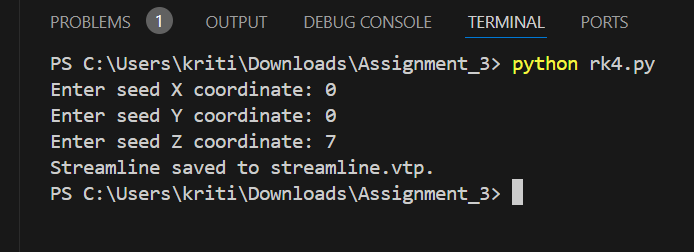 PROBLEMS 1 OUTPUT DEBUG CONSOLE TERMINAL PORTS
PS C:\Users\kriti\Downloads\Assignment_3> python rk4.py
Enter seed X coordinate: 0
Enter seed Y coordinate: 0
Enter seed Z coordinate: 7
Streamline saved to streamline.vtp.
PS C:\Users\kriti\Downloads\Assignment_3>